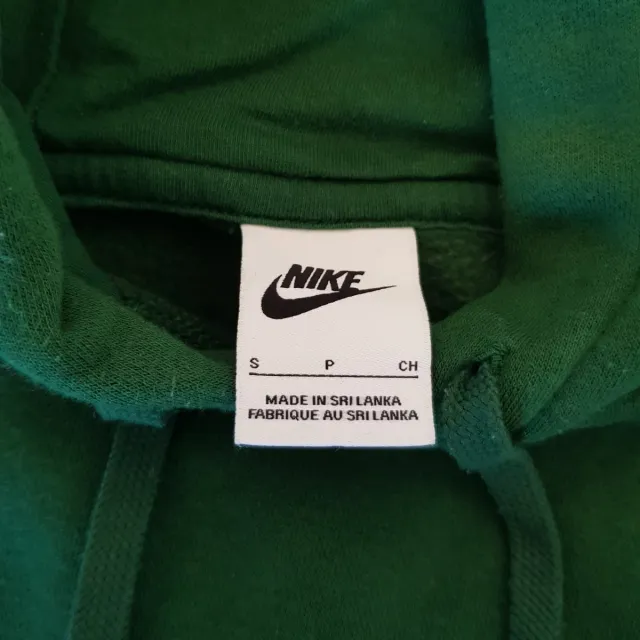 NIKE
S P CH
MADE IN SRI LANKA
FABRIQUE AU SRI LANKA